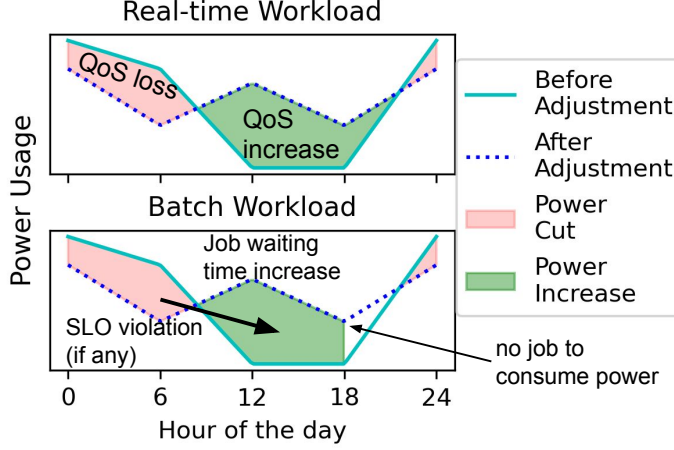 Real-time Workload
QoS loss
QoS
increase
Before
Adjustment
After
Adjustment
Power
Cut
Power
Increase
Power Usage
Batch Workload
Job waiting
time increase
SLO violation
(if any)
no job to
consume power
0 6 12 18 24
Hour of the day